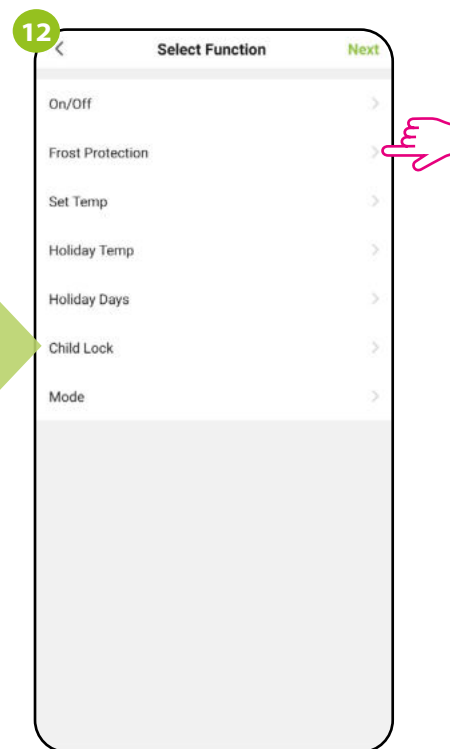 12
Select Function Next
On/Off
Frost Protection
Set Temp
Holiday Temp
Holiday Days
Child Lock
Mode